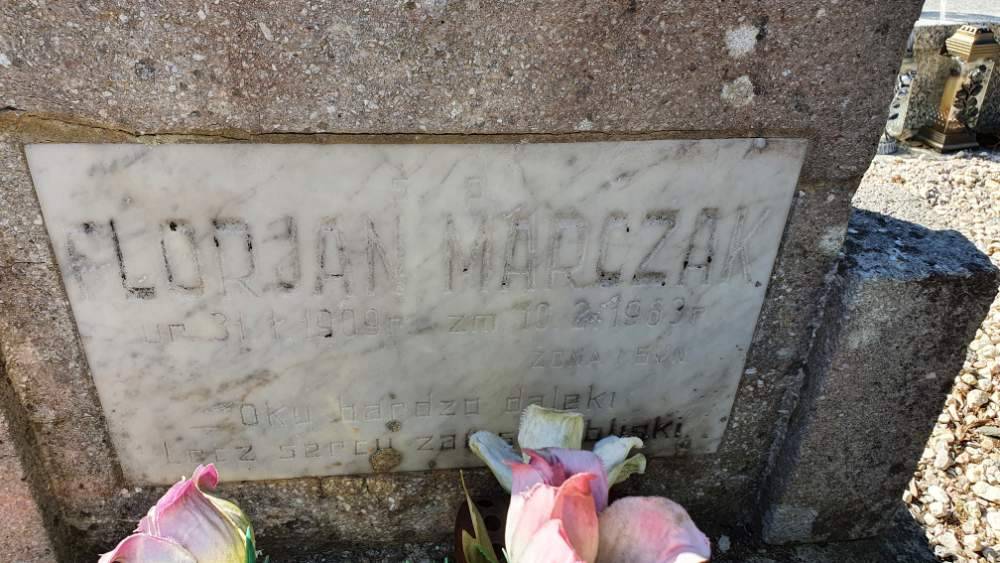 FLORJAN MARCZAK
ur 31 1 1909r zm 10.2.1983r
ŻONA I SYN
Oku bardzo daleki
Lecz sercu zawsze bliski